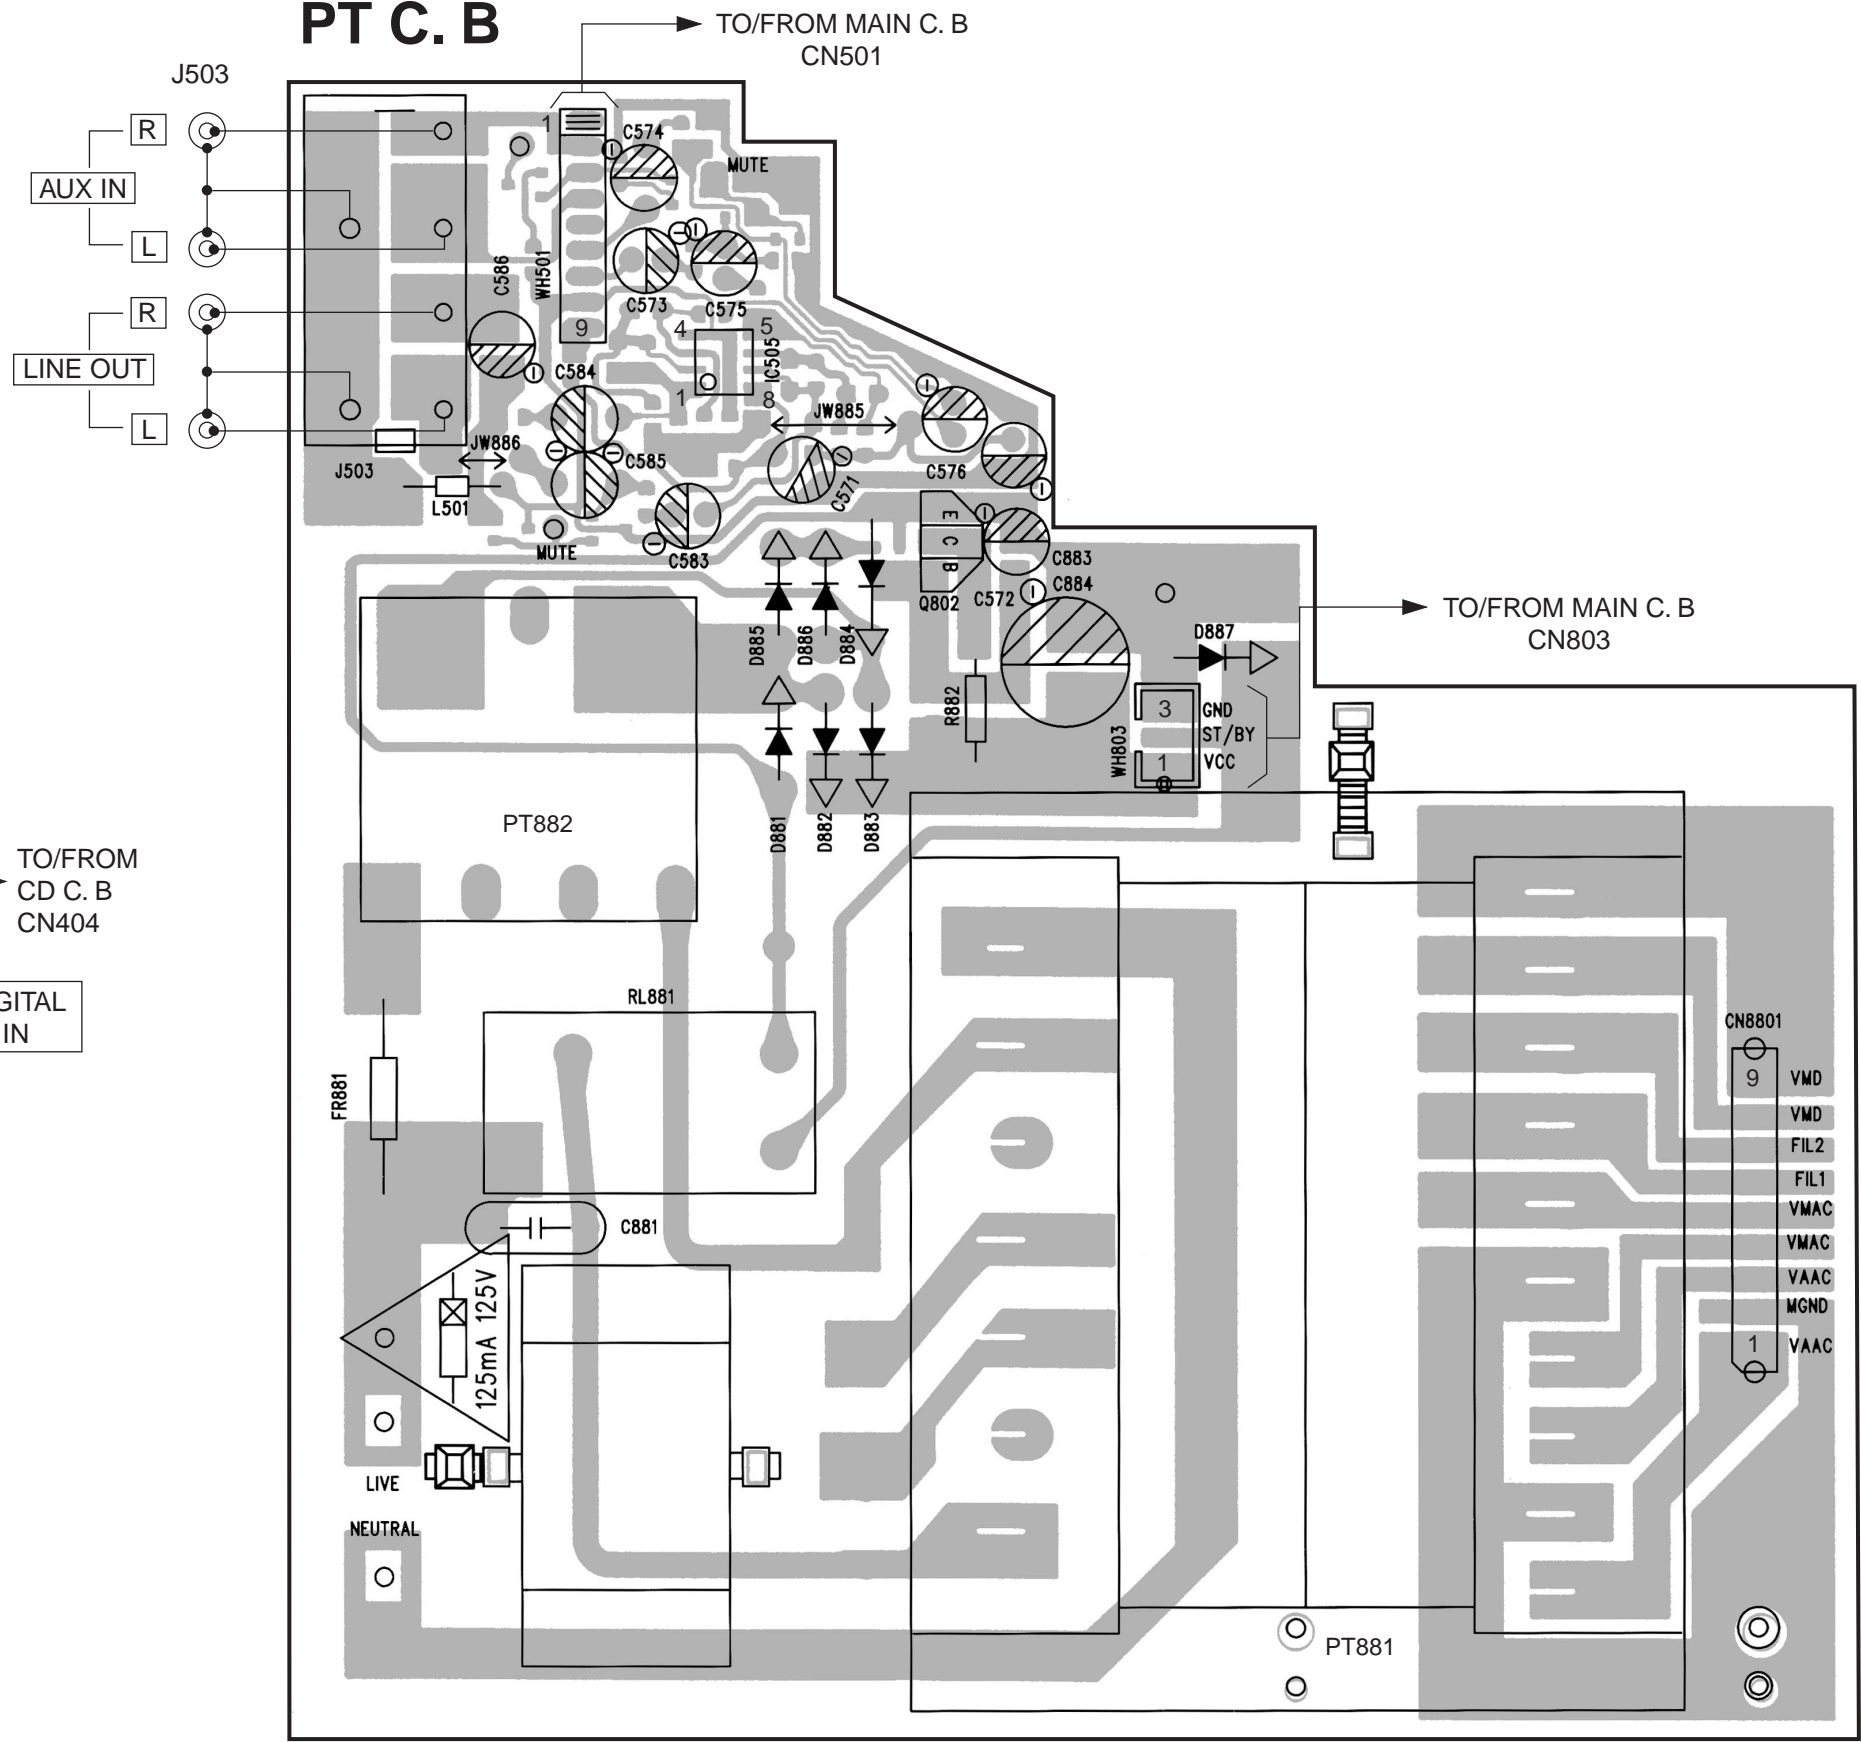 PT C. B
TO/FROM MAIN C. B
CN501
J503
R
AUX IN
L
R
LINE OUT
L
1
C574
MUTE
C586
WH501
C573
C575
9
4
5
IC505
C584
1
8
JW885
JW886
J503
C585
L501
C571
C576
MUTE
C583
E
C
B
Q802
C572
C883
C884
D885
D886
D884
D887
TO/FROM MAIN C. B
CN803
R882
WH803
3
GND
ST/BY
1
VCC
PT882
D881
D882
D883
TO/FROM
CD C. B
CN404
GITAL
IN
RL881
FR881
CN8801
9
VMD
VMD
FIL2
FIL1
VMAC
VMAC
VAAC
MGND
1
VAAC
C881
125mA 125V
LIVE
NEUTRAL
PT881